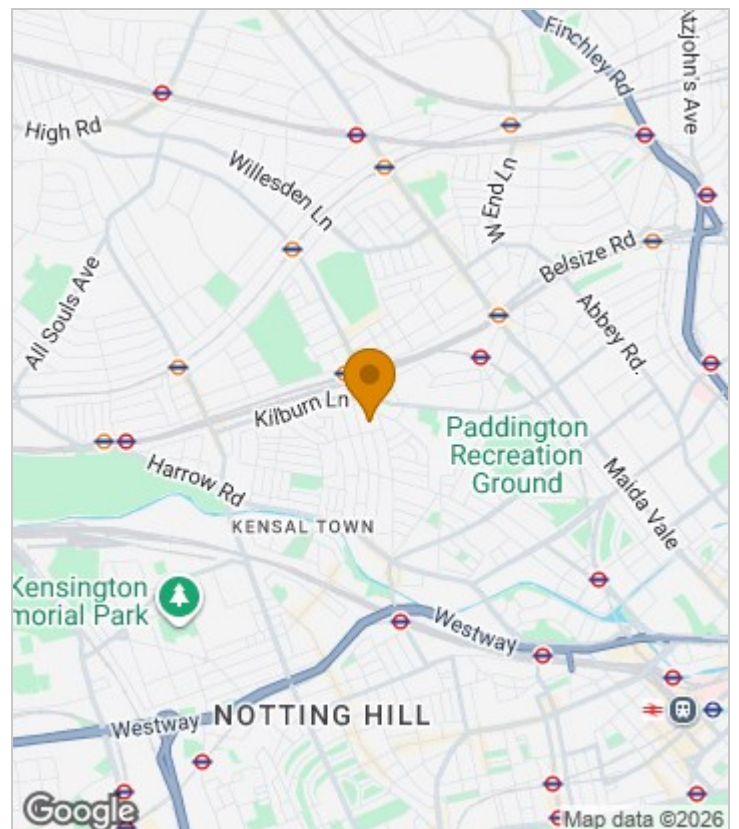 Finchley Rd
tzjohn's Ave
High Rd
Willesden Ln
W End Ln
Belsize Rd
All Souls Ave
Abbey Rd.
Kilburn Ln
Paddington
Recreation
Ground
Harrow Rd
Maida Vale
KENSAL TOWN
Kensington
morial Park
Westway
Westway
NOTTING HILL
Google
Map data ©2026